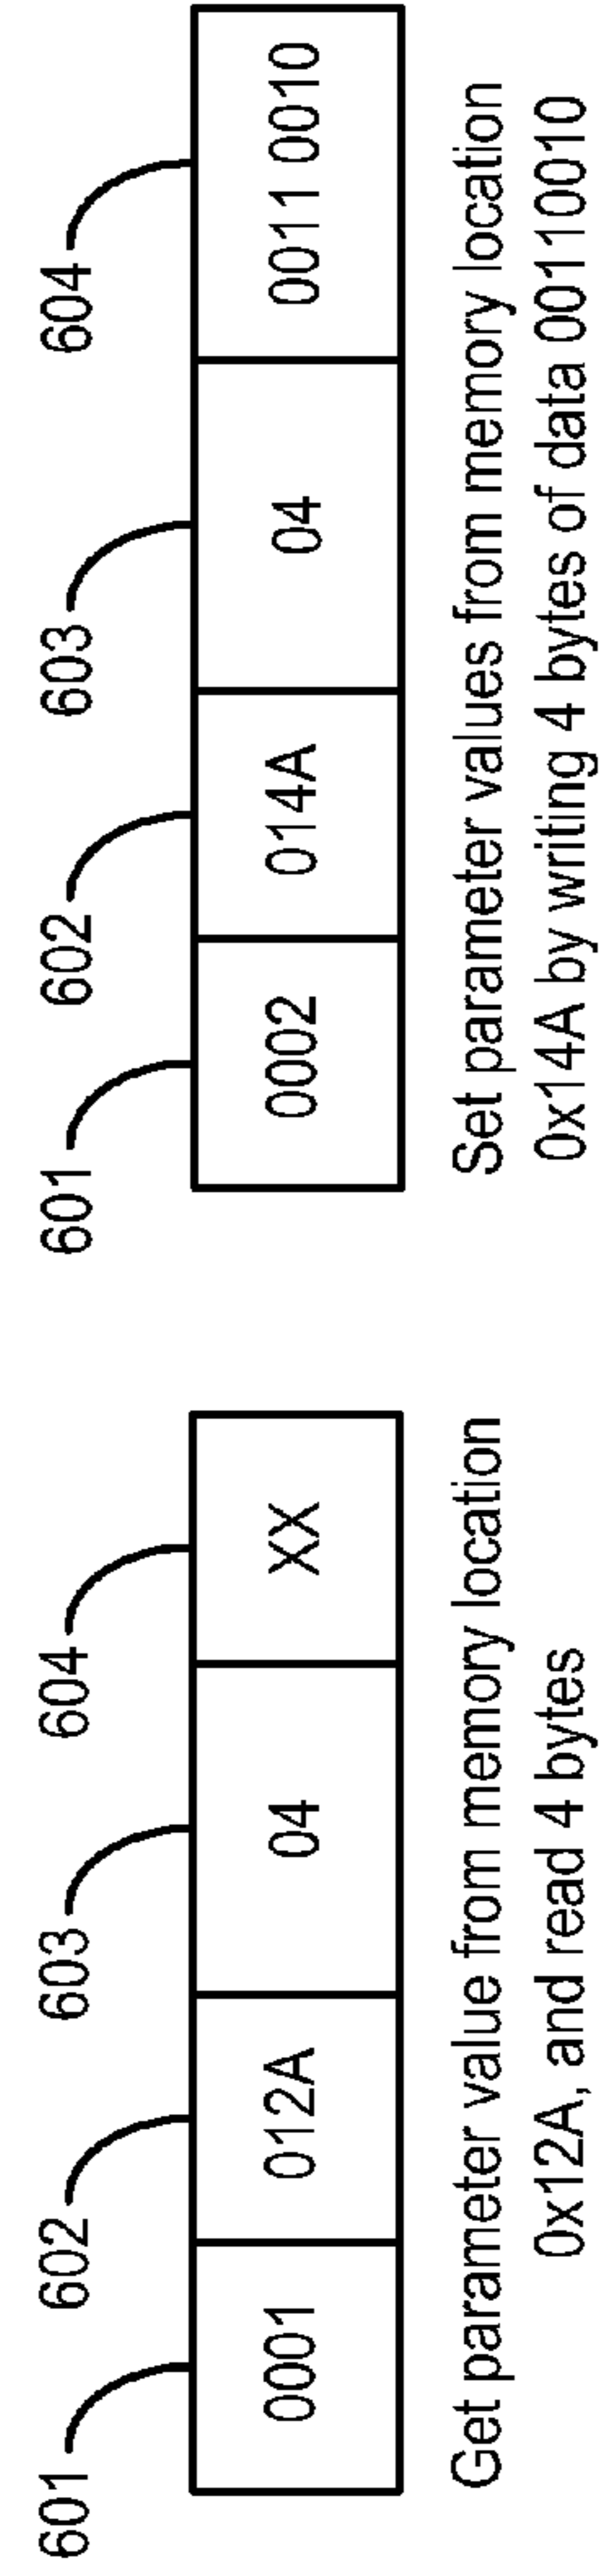 601 602 603 604
0001 012A 04 XX
Get parameter value from memory location
0x12A, and read 4 bytes
601 602 603 604
0002 014A 04 0011 0010
Set parameter values from memory location
0x14A by writing 4 bytes of data 00110010